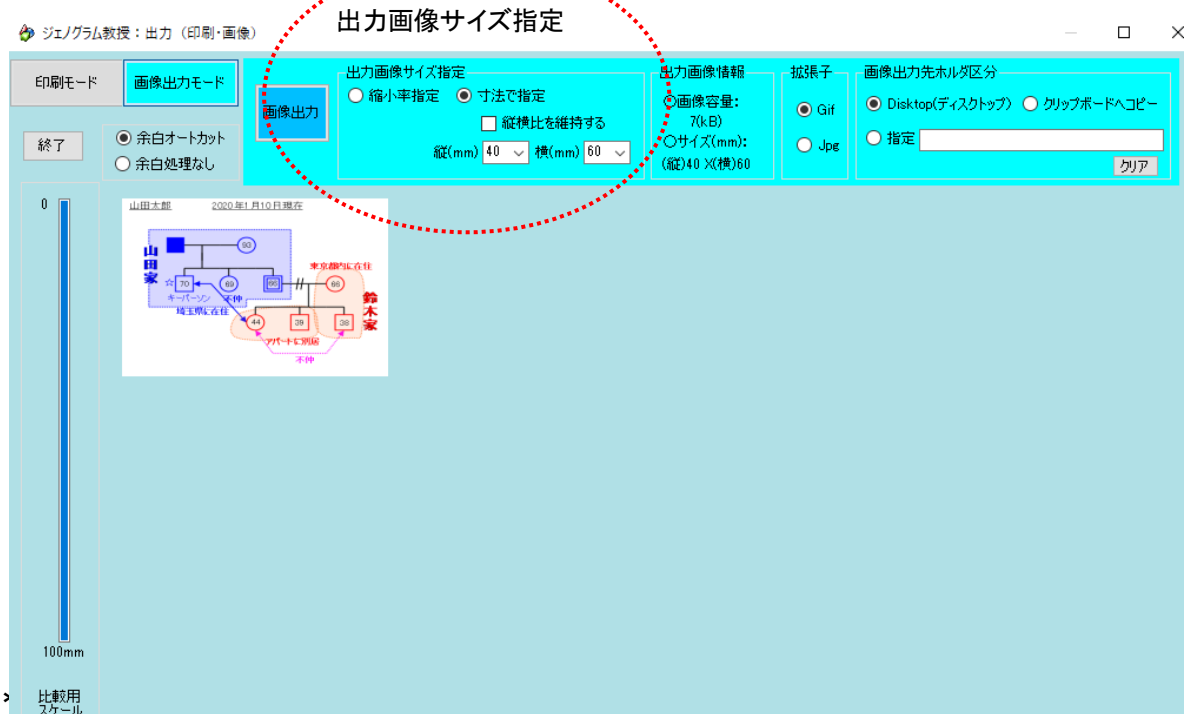 出力画像サイズ指定
ジェノグラム教授：出力（印刷・画像）
印刷モード
画像出力モード
終了
余白オートカット
余白処理なし
画像出力
出力画像サイズ指定
縮小率指定
寸法で指定
縦横比を維持する
縦(mm) 40 横(mm) 60
出力画像情報
○画像容量:
7(kB)
○サイズ(mm):
(縦)40 X(横)60
拡張子
Gif
Jpg
画像出力先ホルダ区分
Disktop(ディスクトップ)
クリップボードへコピー
指定
クリア
0
100mm
比較用
スケール
山田太郎 2020年1月10日現在
山田家
93
東京都内に在住
☆ 70 69 66 66
キーパーソン 不仲
埼玉県に在住
鈴木家
44 39 38
アパートに別居
不仲